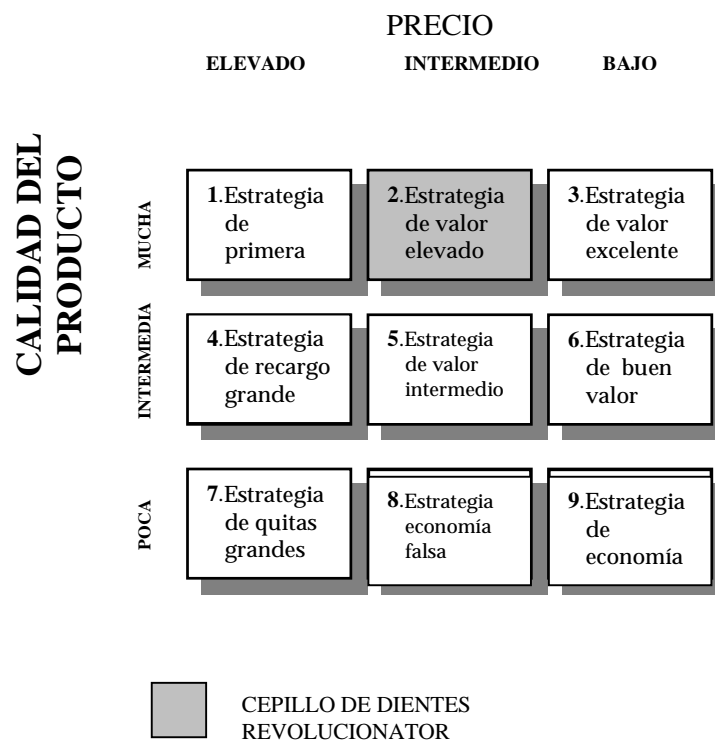 PRECIO
ELEVADO INTERMEDIO BAJO
CALIDAD DEL
PRODUCTO
MUCHA
1.Estrategia
de
primera
2.Estrategia
de valor
elevado
3.Estrategia
de valor
excelente
INTERMEDIA
4.Estrategia
de recargo
grande
5.Estrategia
de valor
intermedio
6.Estrategia
de buen
valor
POCA
7.Estrategia
de quitas
grandes
8.Estrategia
economía
falsa
9.Estrategia
de
economía
CEPILLO DE DIENTES
REVOLUCIONATOR